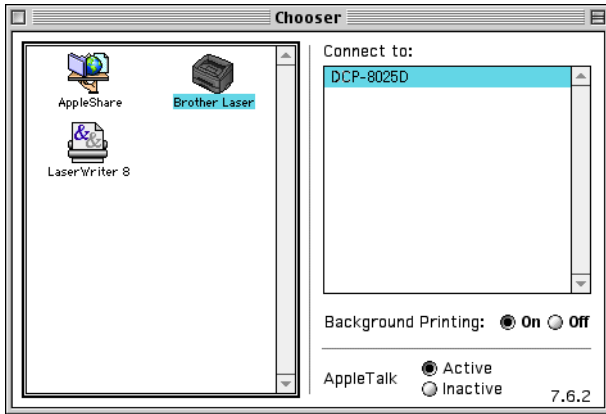 Chooser
AppleShare
Brother Laser
LaserWriter 8
Connect to:
DCP-8025D
Background Printing: On Off
AppleTalk Active
Inactive
7.6.2